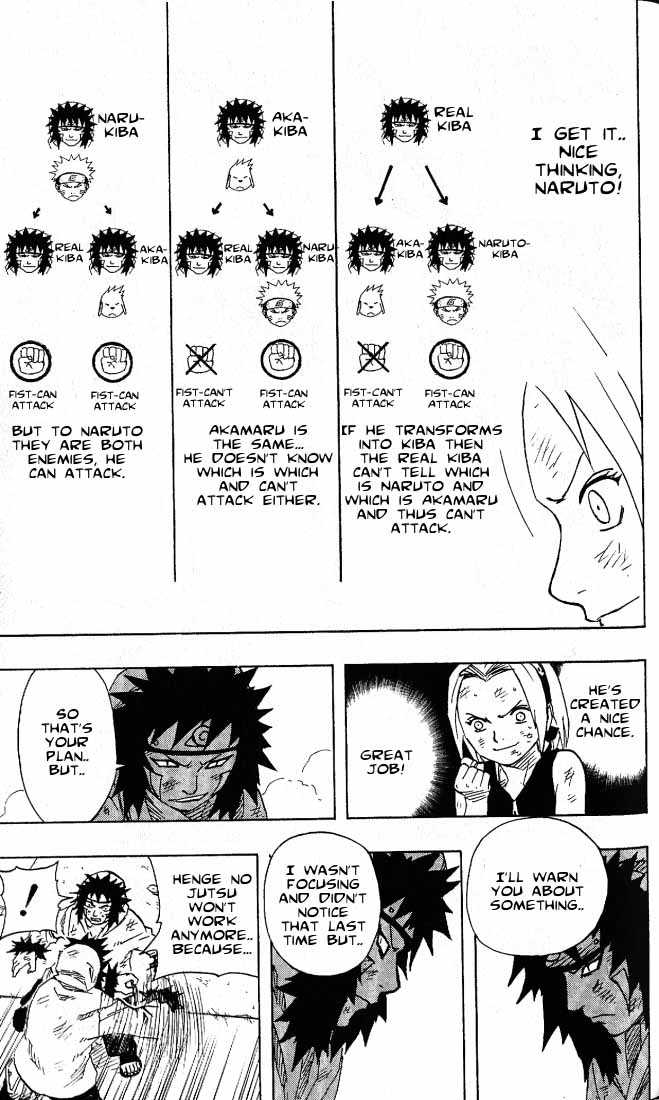 I GET IT..
NICE
THINKING,
NARUTO!
REAL
KIBA
AKA-
KIBA
NARUTO-
KIBA
FIST-CAN'T
ATTACK
FIST-CAN
ATTACK
IF HE TRANSFORMS
INTO KIBA THEN
THE REAL KIBA
CAN'T TELL WHICH
IS NARUTO AND
WHICH IS AKAMARU
AND THUS CAN'T
ATTACK.
AKA-
KIBA
REAL
KIBA
NARU-
KIBA
FIST-CAN'T
ATTACK
FIST-CAN
ATTACK
AKAMARU IS
THE SAME...
HE DOESN'T KNOW
WHICH IS WHICH
AND CAN'T
ATTACK EITHER.
NARU-
KIBA
REAL
KIBA
AKA-
KIBA
FIST-CAN
ATTACK
FIST-CAN
ATTACK
BUT TO NARUTO
THEY ARE BOTH
ENEMIES, HE
CAN ATTACK.
HE'S
CREATED
A NICE
CHANCE.
GREAT
JOB!
SO
THAT'S
YOUR
PLAN..
BUT..
I'LL WARN
YOU ABOUT
SOMETHING..
I WASN'T
FOCUSING
AND DIDN'T
NOTICE
THAT LAST
TIME BUT..
HENGE NO
JUTSU
WON'T
WORK
ANYMORE..
BECAUSE...
!